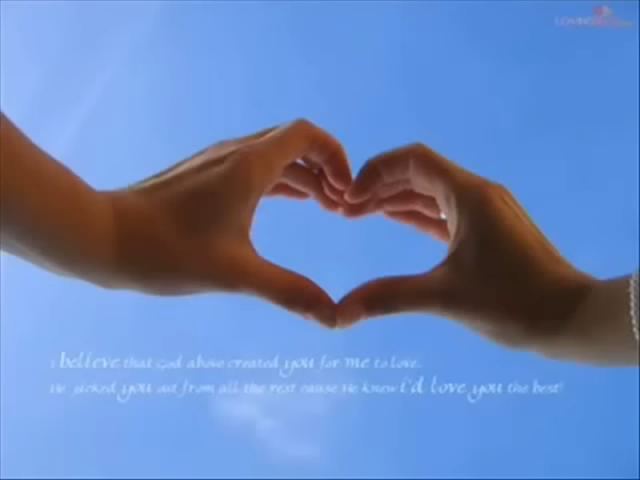 I believe that God above created you for me to love.
He picked you out from all the rest cause He knew I'd love you the best!